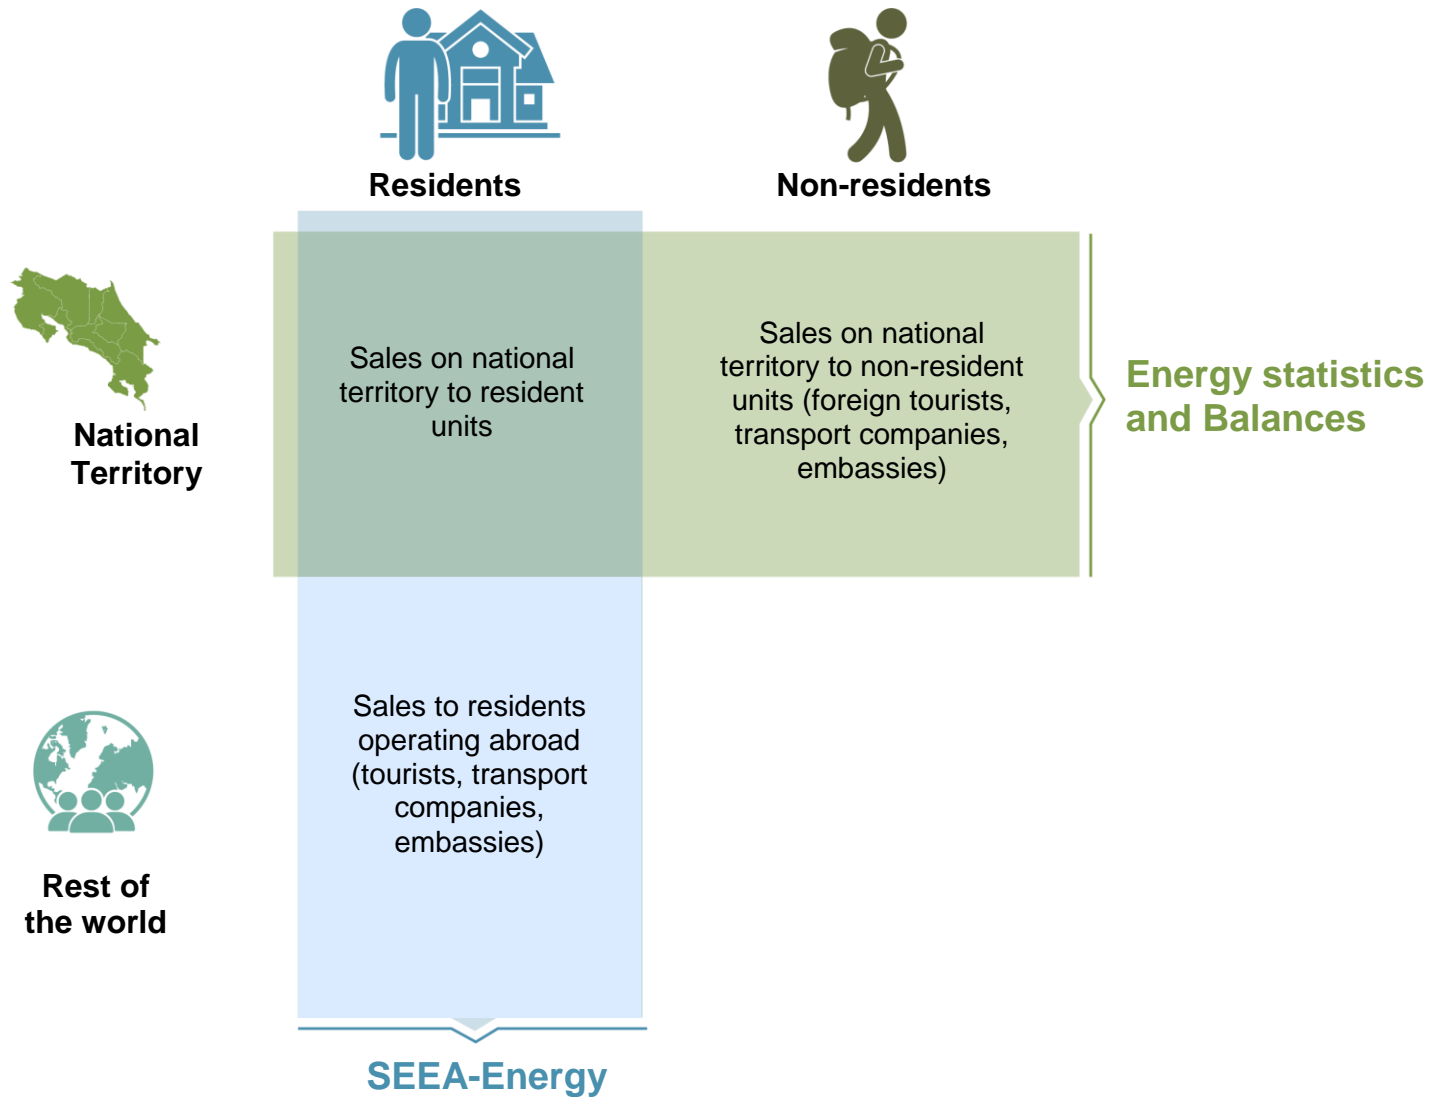 Residents
Non-residents
Sales on national
territory to resident
units
Sales on national
territory to non-resident
units (foreign tourists,
transport companies,
embassies)
Energy statistics
and Balances
National
Territory
Sales to residents
operating abroad
(tourists, transport
companies,
embassies)
Rest of
the world
SEEA-Energy